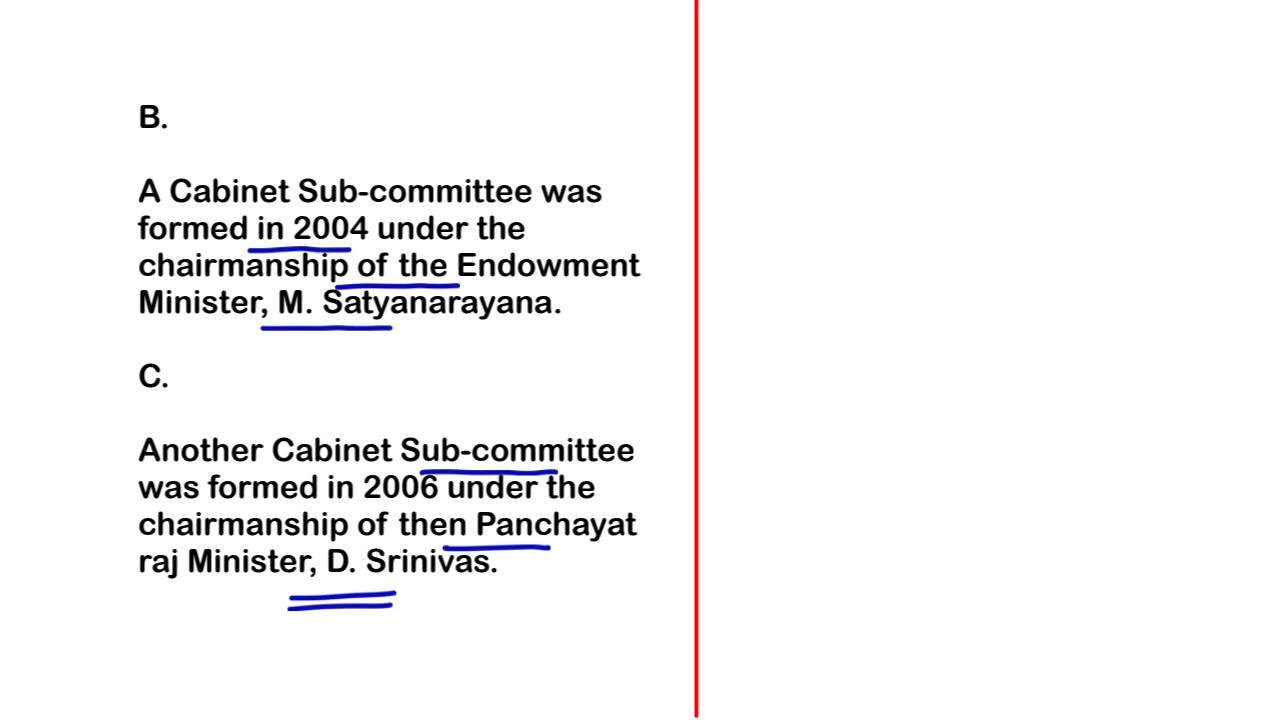 B.
A Cabinet Sub-committee was
formed in 2004 under the
chairmanship of the Endowment
Minister, M. Satyanarayana.
C.
Another Cabinet Sub-committee
was formed in 2006 under the
chairmanship of then Panchayat
raj Minister, D. Srinivas.